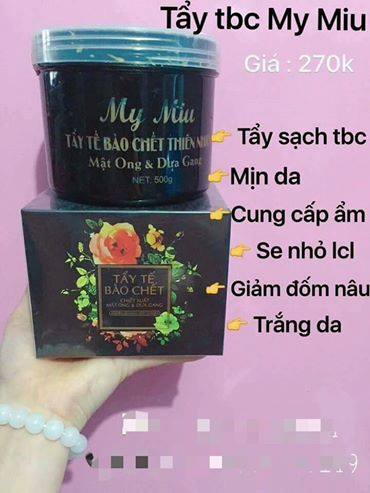 Tẩy tbc My Miu
Giá : 270k
My Miu
TẨY TẾ BÀO CHẾT THIÊN
Mật Ong & Dưa Gang
NET. 500g
👉 Tẩy sạch tbc
👉 Mịn da
👉 Cung cấp ẩm
👉 Se nhỏ lcl
👉 Giảm đốm nâu
👉 Trắng da
TẨY TẾ
BÀO CHẾT
CHIẾT XUẤT
MẬT ONG & DƯA GANG